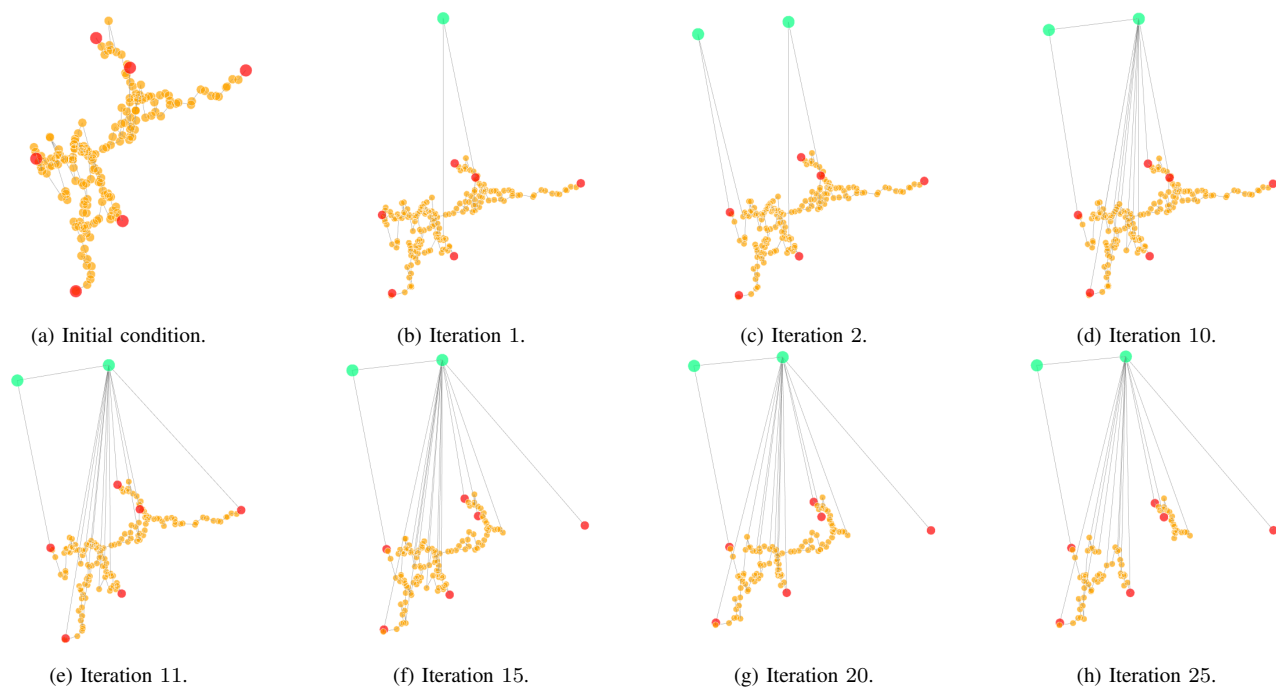 (a) Initial condition.
(b) Iteration 1.
(c) Iteration 2.
(d) Iteration 10.
(e) Iteration 11.
(f) Iteration 15.
(g) Iteration 20.
(h) Iteration 25.